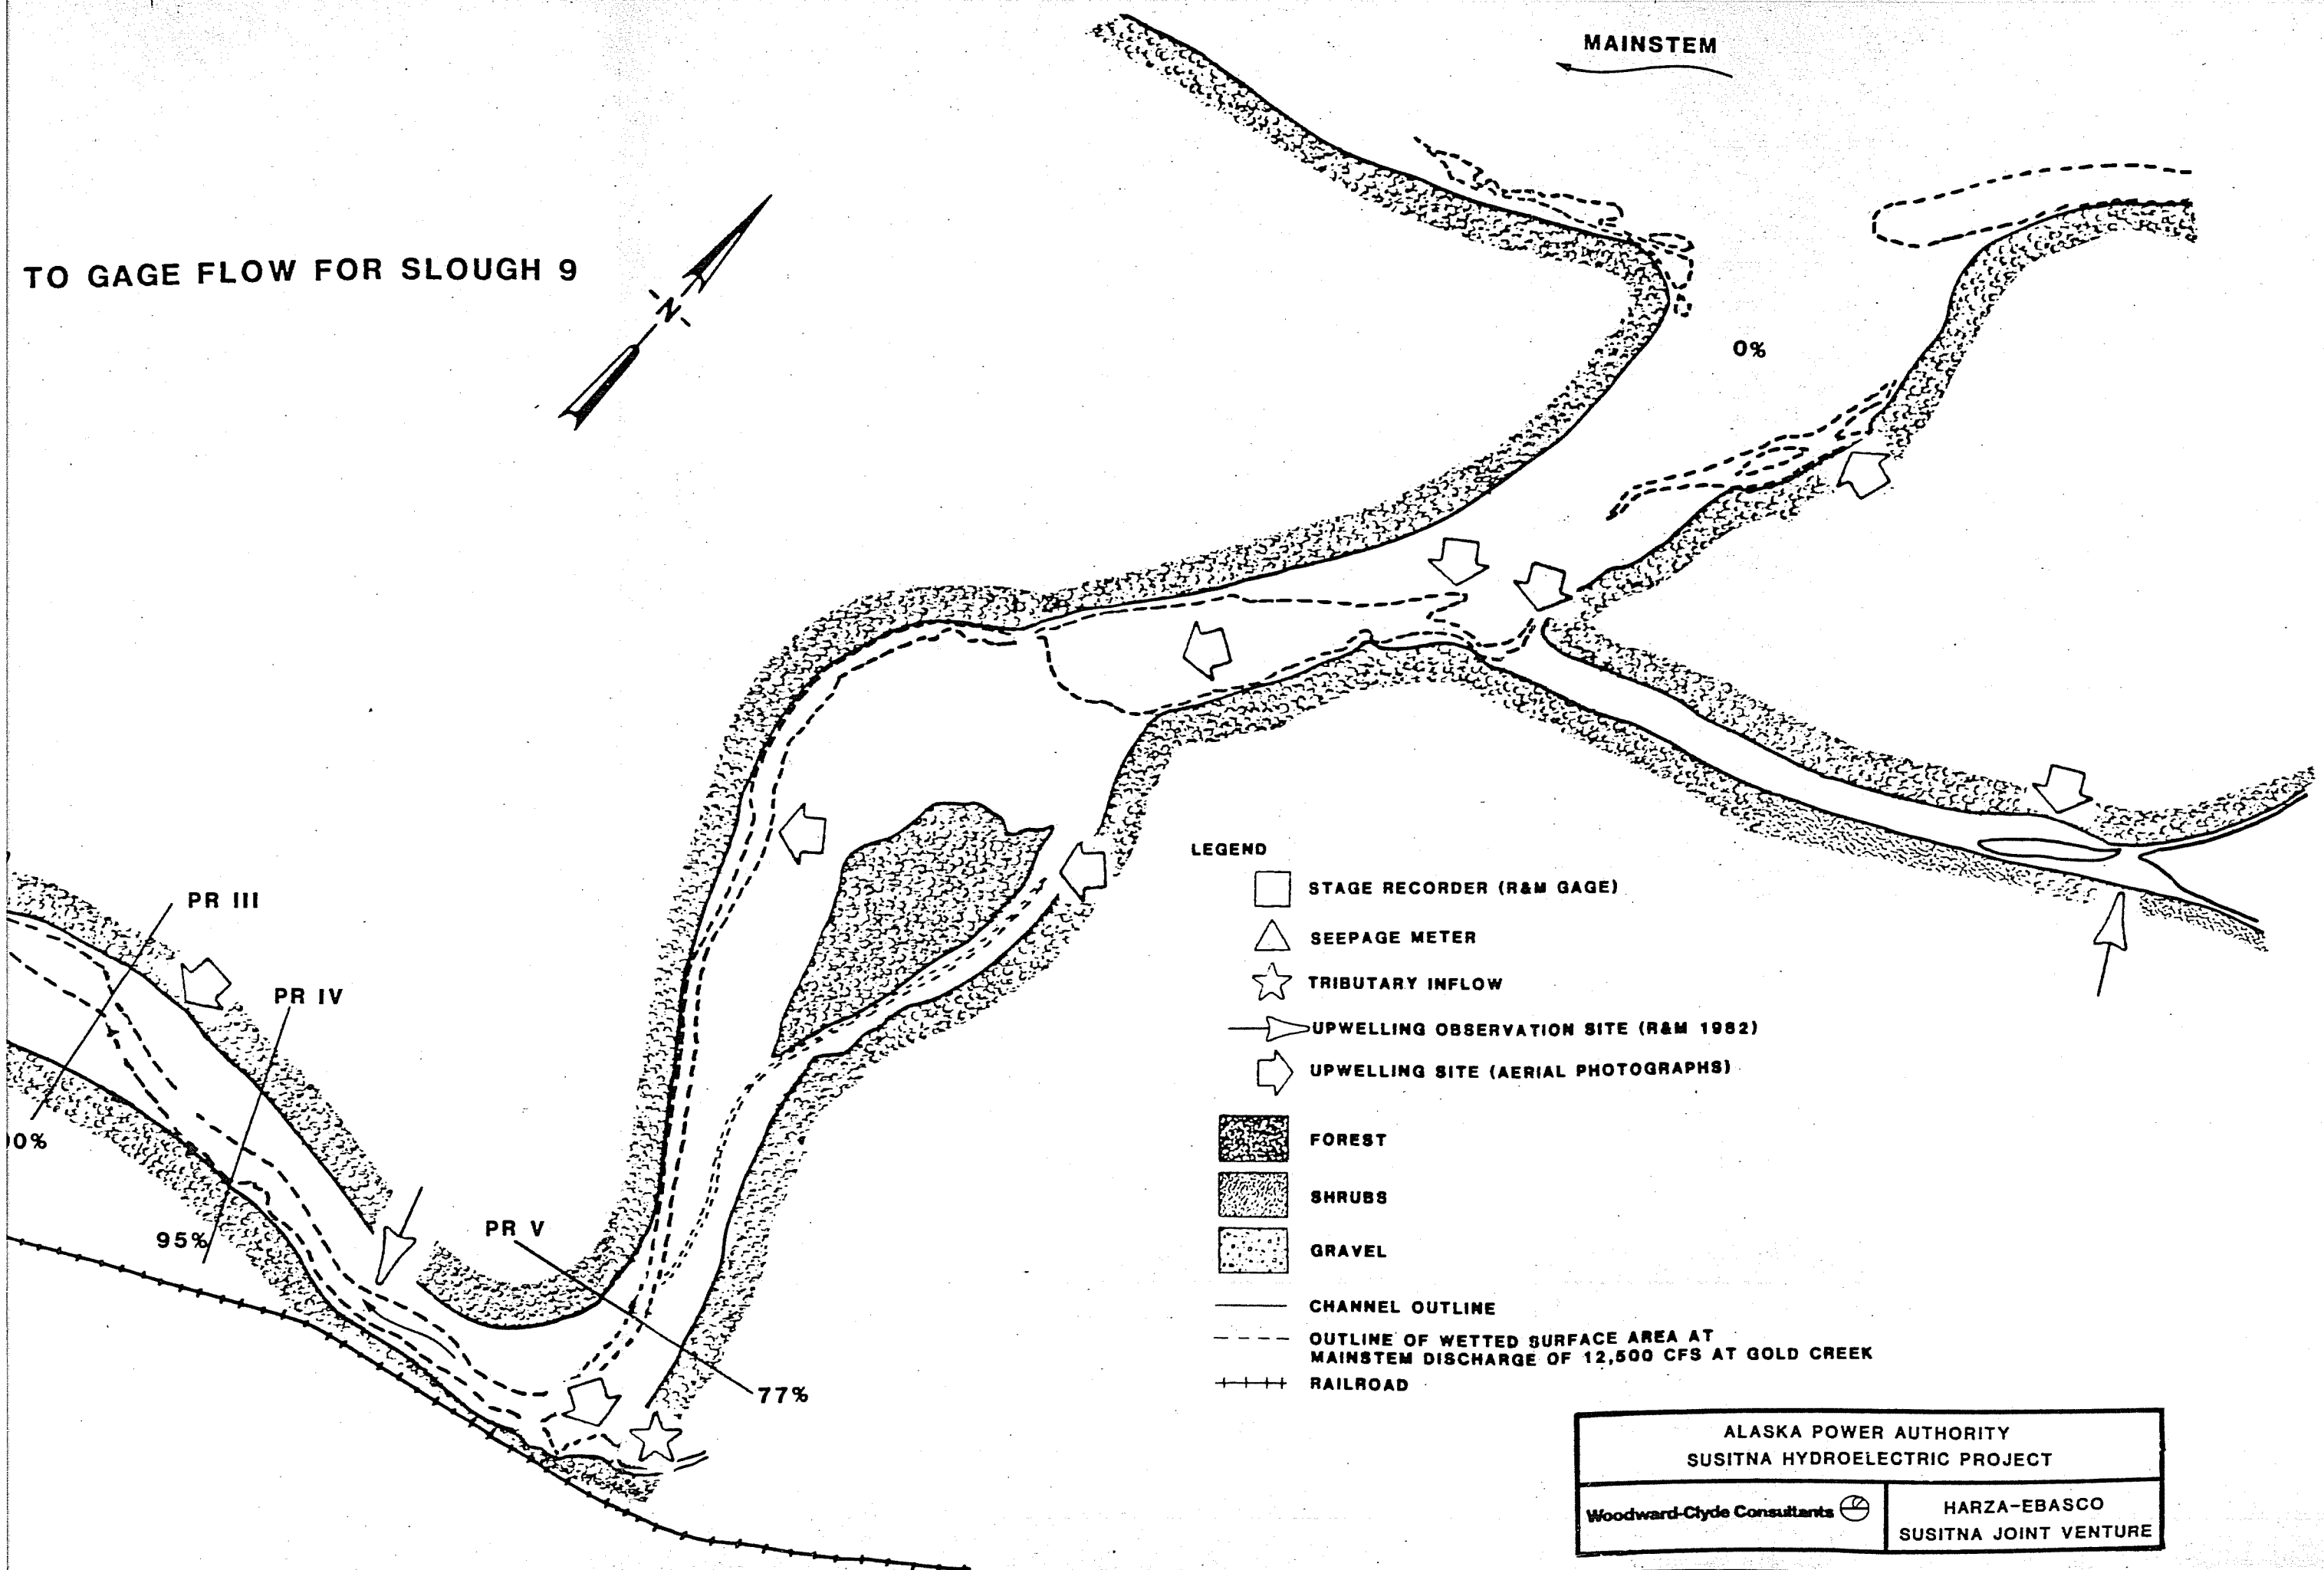 MAINSTEM
TO GAGE FLOW FOR SLOUGH 9
N
0%
PR III
PR IV
0%
95%
PR V
77%
LEGEND
STAGE RECORDER (R&M GAGE)
SEEPAGE METER
TRIBUTARY INFLOW
UPWELLING OBSERVATION SITE (R&M 1982)
UPWELLING SITE (AERIAL PHOTOGRAPHS)
FOREST
SHRUBS
GRAVEL
CHANNEL OUTLINE
OUTLINE OF WETTED SURFACE AREA AT
MAINSTEM DISCHARGE OF 12,500 CFS AT GOLD CREEK
RAILROAD
ALASKA POWER AUTHORITY
SUSITNA HYDROELECTRIC PROJECT
Woodward-Clyde Consultants
HARZA-EBASCO
SUSITNA JOINT VENTURE